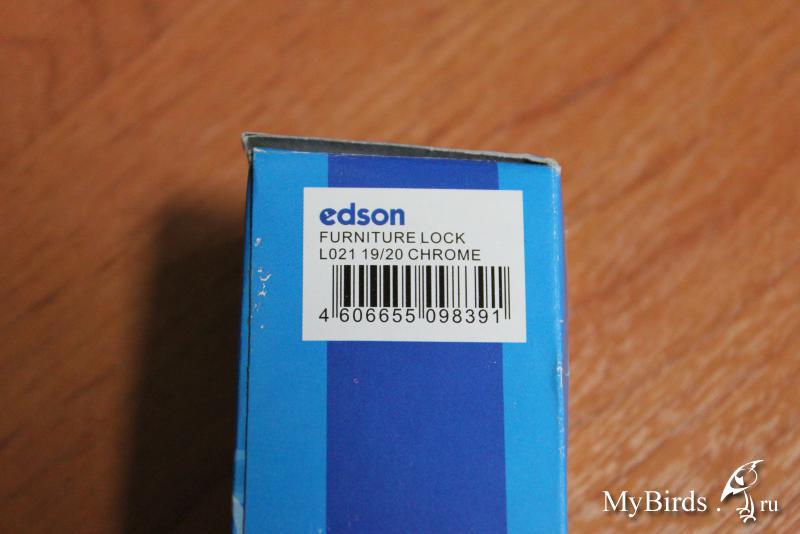 edson
FURNITURE LOCK
L021 19/20 CHROME
4 606655 098391
MyBirds.ru